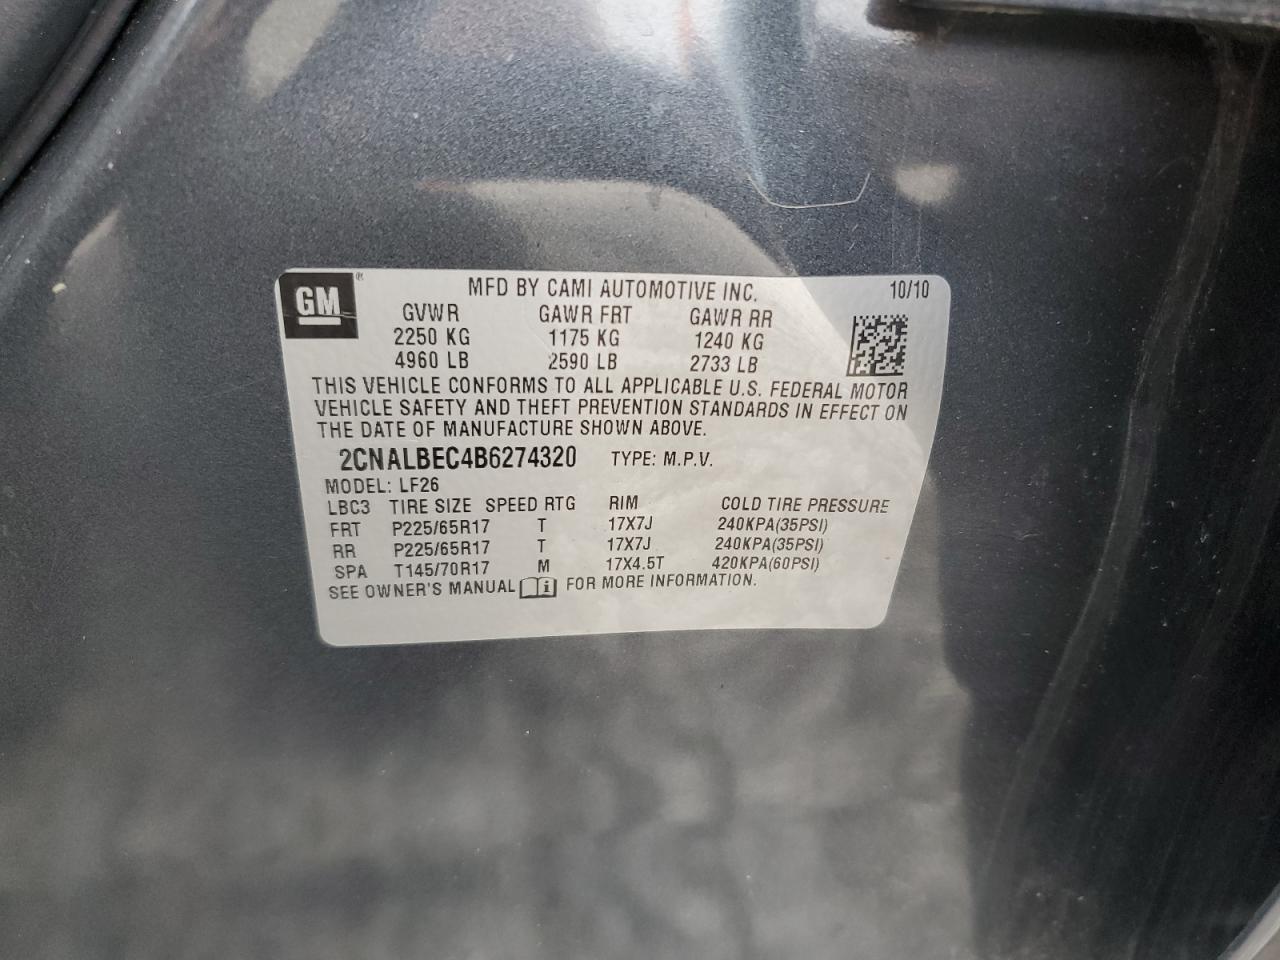 GM ® MFD BY CAMI AUTOMOTIVE INC. 10/10
GVWR GAWR FRT GAWR RR
2250 KG 1175 KG 1240 KG
4960 LB 2590 LB 2733 LB
THIS VEHICLE CONFORMS TO ALL APPLICABLE U.S. FEDERAL MOTOR
VEHICLE SAFETY AND THEFT PREVENTION STANDARDS IN EFFECT ON
THE DATE OF MANUFACTURE SHOWN ABOVE.
2CNALBEC4B6274320 TYPE: M.P.V.
MODEL: LF26
LBC3 TIRE SIZE SPEED RTG RIM COLD TIRE PRESSURE
FRT P225/65R17 T 17X7J 240KPA(35PSI)
RR P225/65R17 T 17X7J 240KPA(35PSI)
SPA T145/70R17 M 17X4.5T 420KPA(60PSI)
SEE OWNER'S MANUAL i FOR MORE INFORMATION.